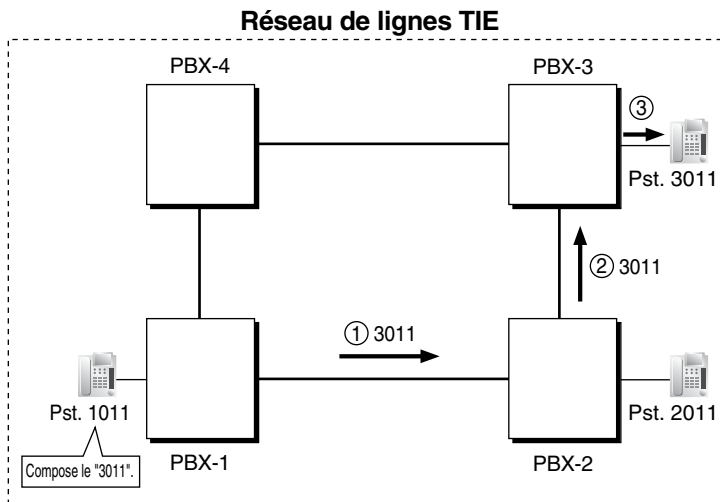 Réseau de lignes TIE
PBX-4
PBX-3
③
Pst. 3011
② 3011
① 3011
Pst. 1011
Pst. 2011
Compose le "3011".
PBX-1
PBX-2